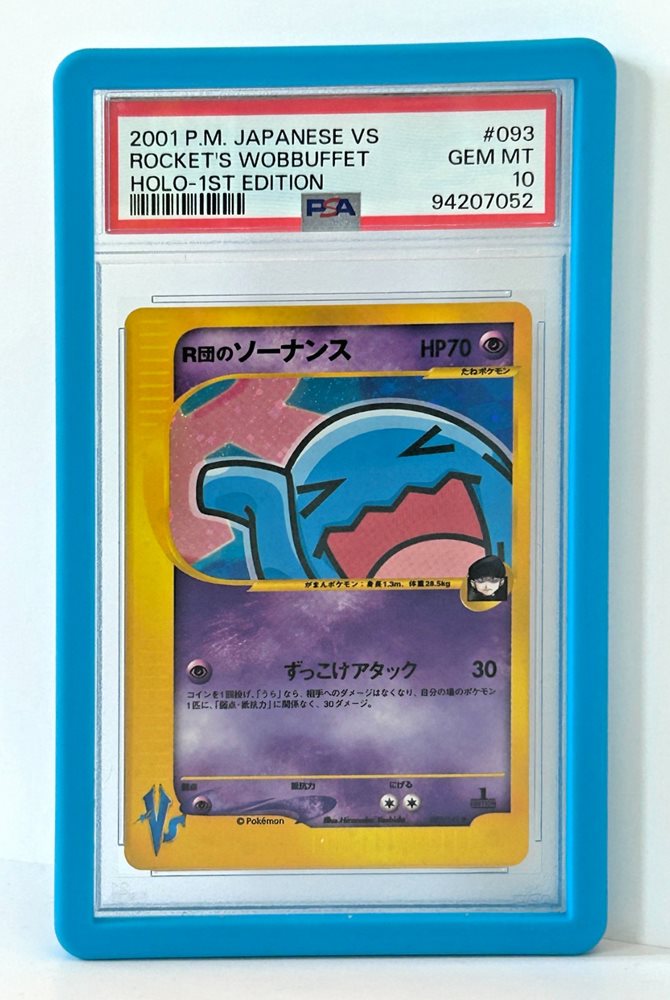 2001 P.M. JAPANESE VS #093
ROCKET'S WOBBUFFET GEM MT
HOLO-1ST EDITION 10
PSA 94207052
R団のソーナンス HP70
たねポケモン
がまんポケモン：身長1.3m、体重28.5kg
ずっこけアタック 30
コインを1回投げ、「うら」なら、相手へのダメージはなくなり、自分の場のポケモン
1匹に、「弱点・抵抗力」に関係なく、30ダメージ。
弱点 抵抗力 にげる
1
EDITION
VS
©Pokémon